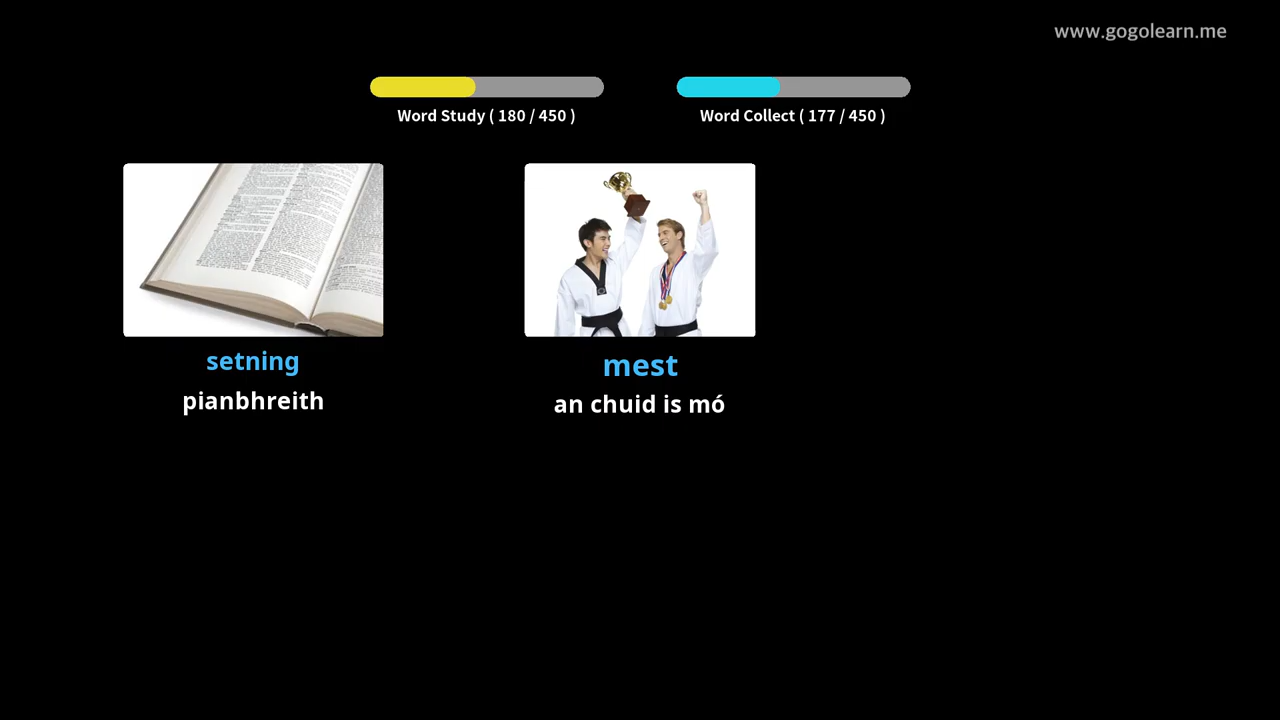 www.gogolearn.me
Word Study ( 180 / 450 )
Word Collect ( 177 / 450 )
setning
pianbhreith
mest
an chuid is mó